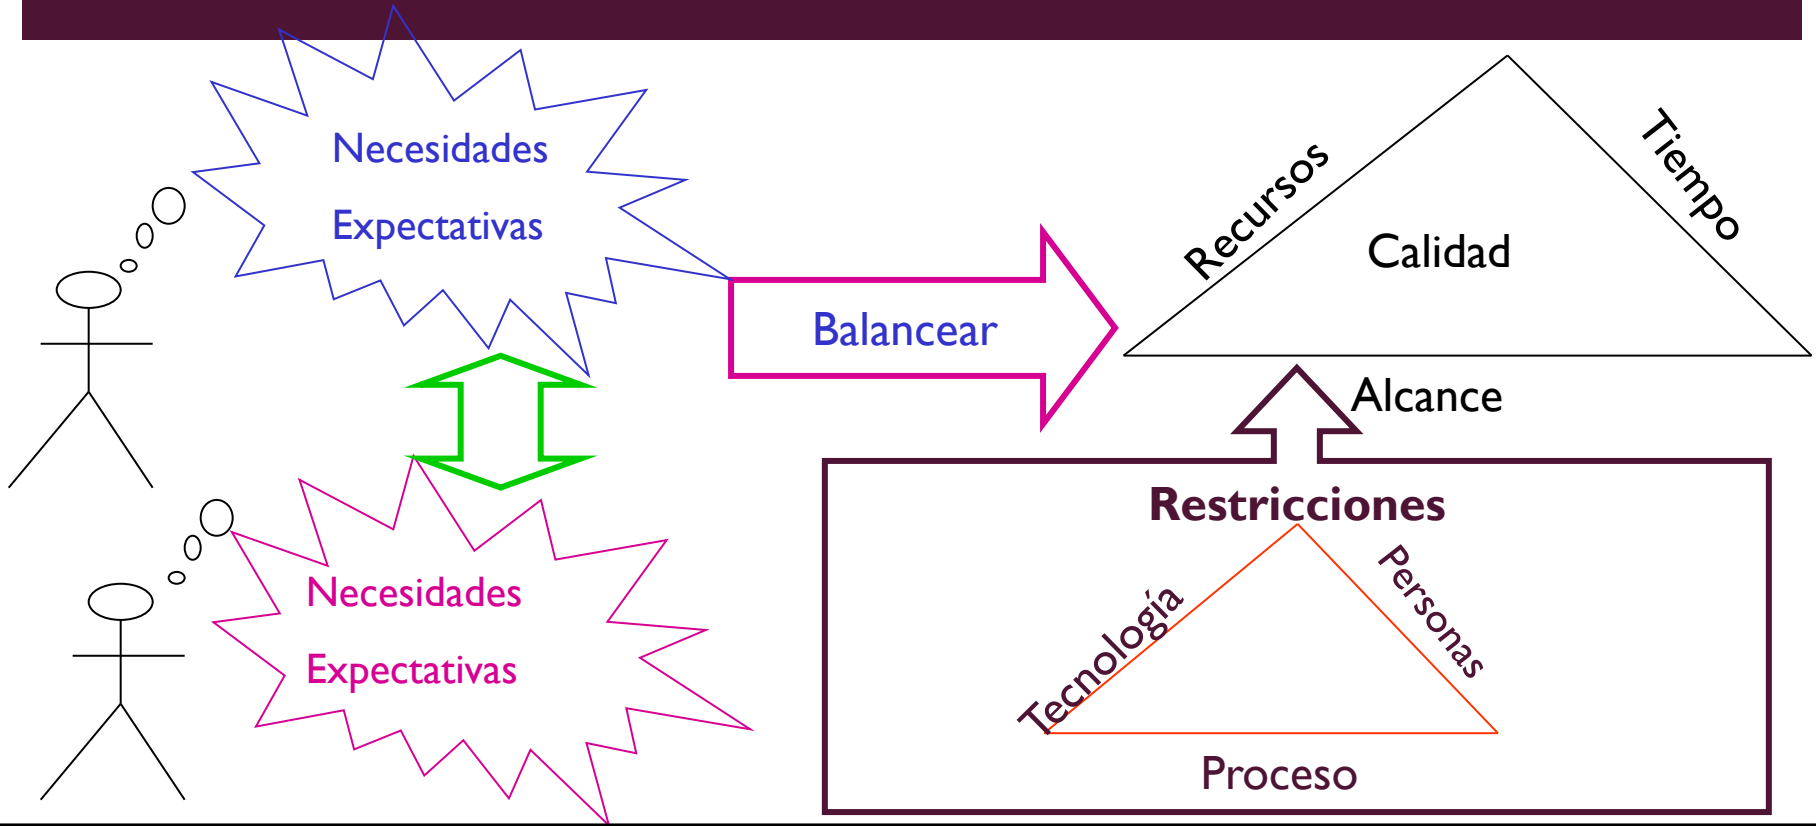 Necesidades
Expectativas
Necesidades
Expectativas
Balancear
Recursos
Tiempo
Calidad
Alcance
Restricciones
Tecnología
Personas
Proceso